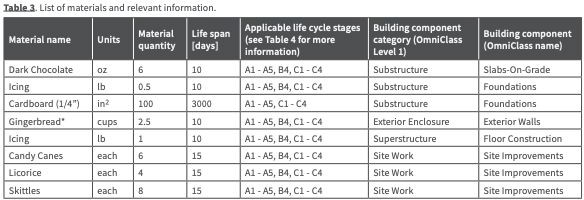 Table 3. List of materials and relevant information.
Material name Units Material quantity Life span [days] Applicable life cycle stages (see Table 4 for more information) Building component category (OmniClass Level 1) Building component (OmniClass name)
Dark Chocolate oz 6 10 A1 - A5, B4, C1 - C4 Substructure Slabs-On-Grade
Icing lb 0.5 10 A1 - A5, B4, C1 - C4 Substructure Foundations
Cardboard (1/4”) in² 100 3000 A1 - A5, C1 - C4 Substructure Foundations
Gingerbread* cups 2.5 10 A1 - A5, B4, C1 - C4 Exterior Enclosure Exterior Walls
Icing lb 1 10 A1 - A5, B4, C1 - C4 Superstructure Floor Construction
Candy Canes each 6 15 A1 - A5, B4, C1 - C4 Site Work Site Improvements
Licorice each 4 15 A1 - A5, B4, C1 - C4 Site Work Site Improvements
Skittles each 8 15 A1 - A5, B4, C1 - C4 Site Work Site Improvements